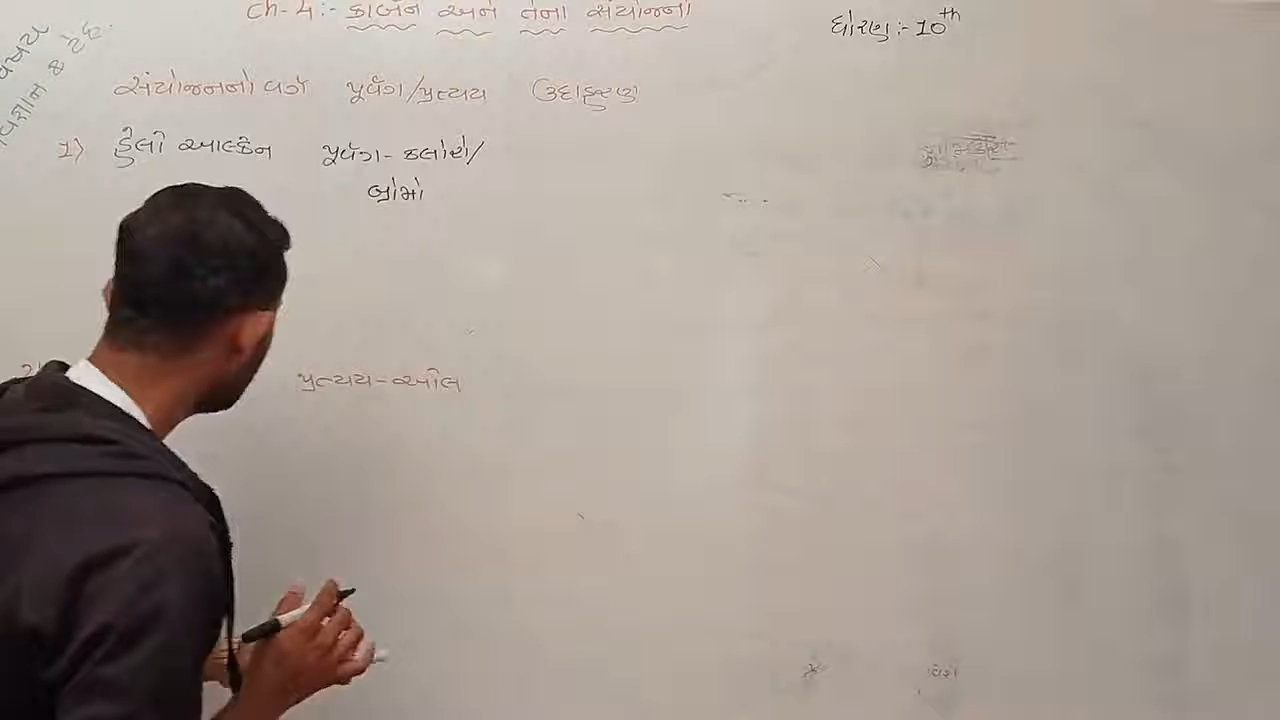 Ch-4:- કાર્બન અને તેના સંયોજનો
ધોરણ:- 10th
વિજ્ઞાન & ટેક.
સંયોજનનો વર્ગ પૂર્વગ/પ્રત્યય ઉદાહરણ
1) હેલો આલ્કેન પૂર્વગ- ક્લોરો/
બ્રોમો
પ્રત્યય-ઓલ